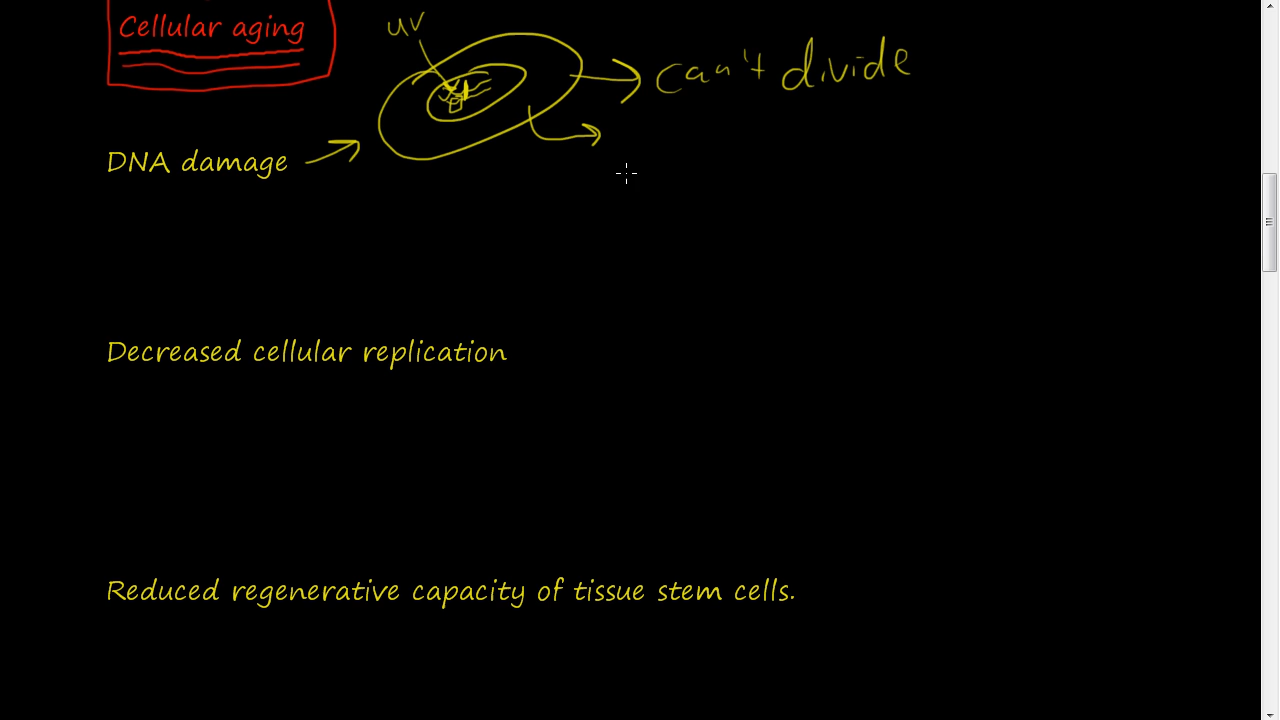 Cellular aging
uv
can't divide
DNA damage
Decreased cellular replication
Reduced regenerative capacity of tissue stem cells.